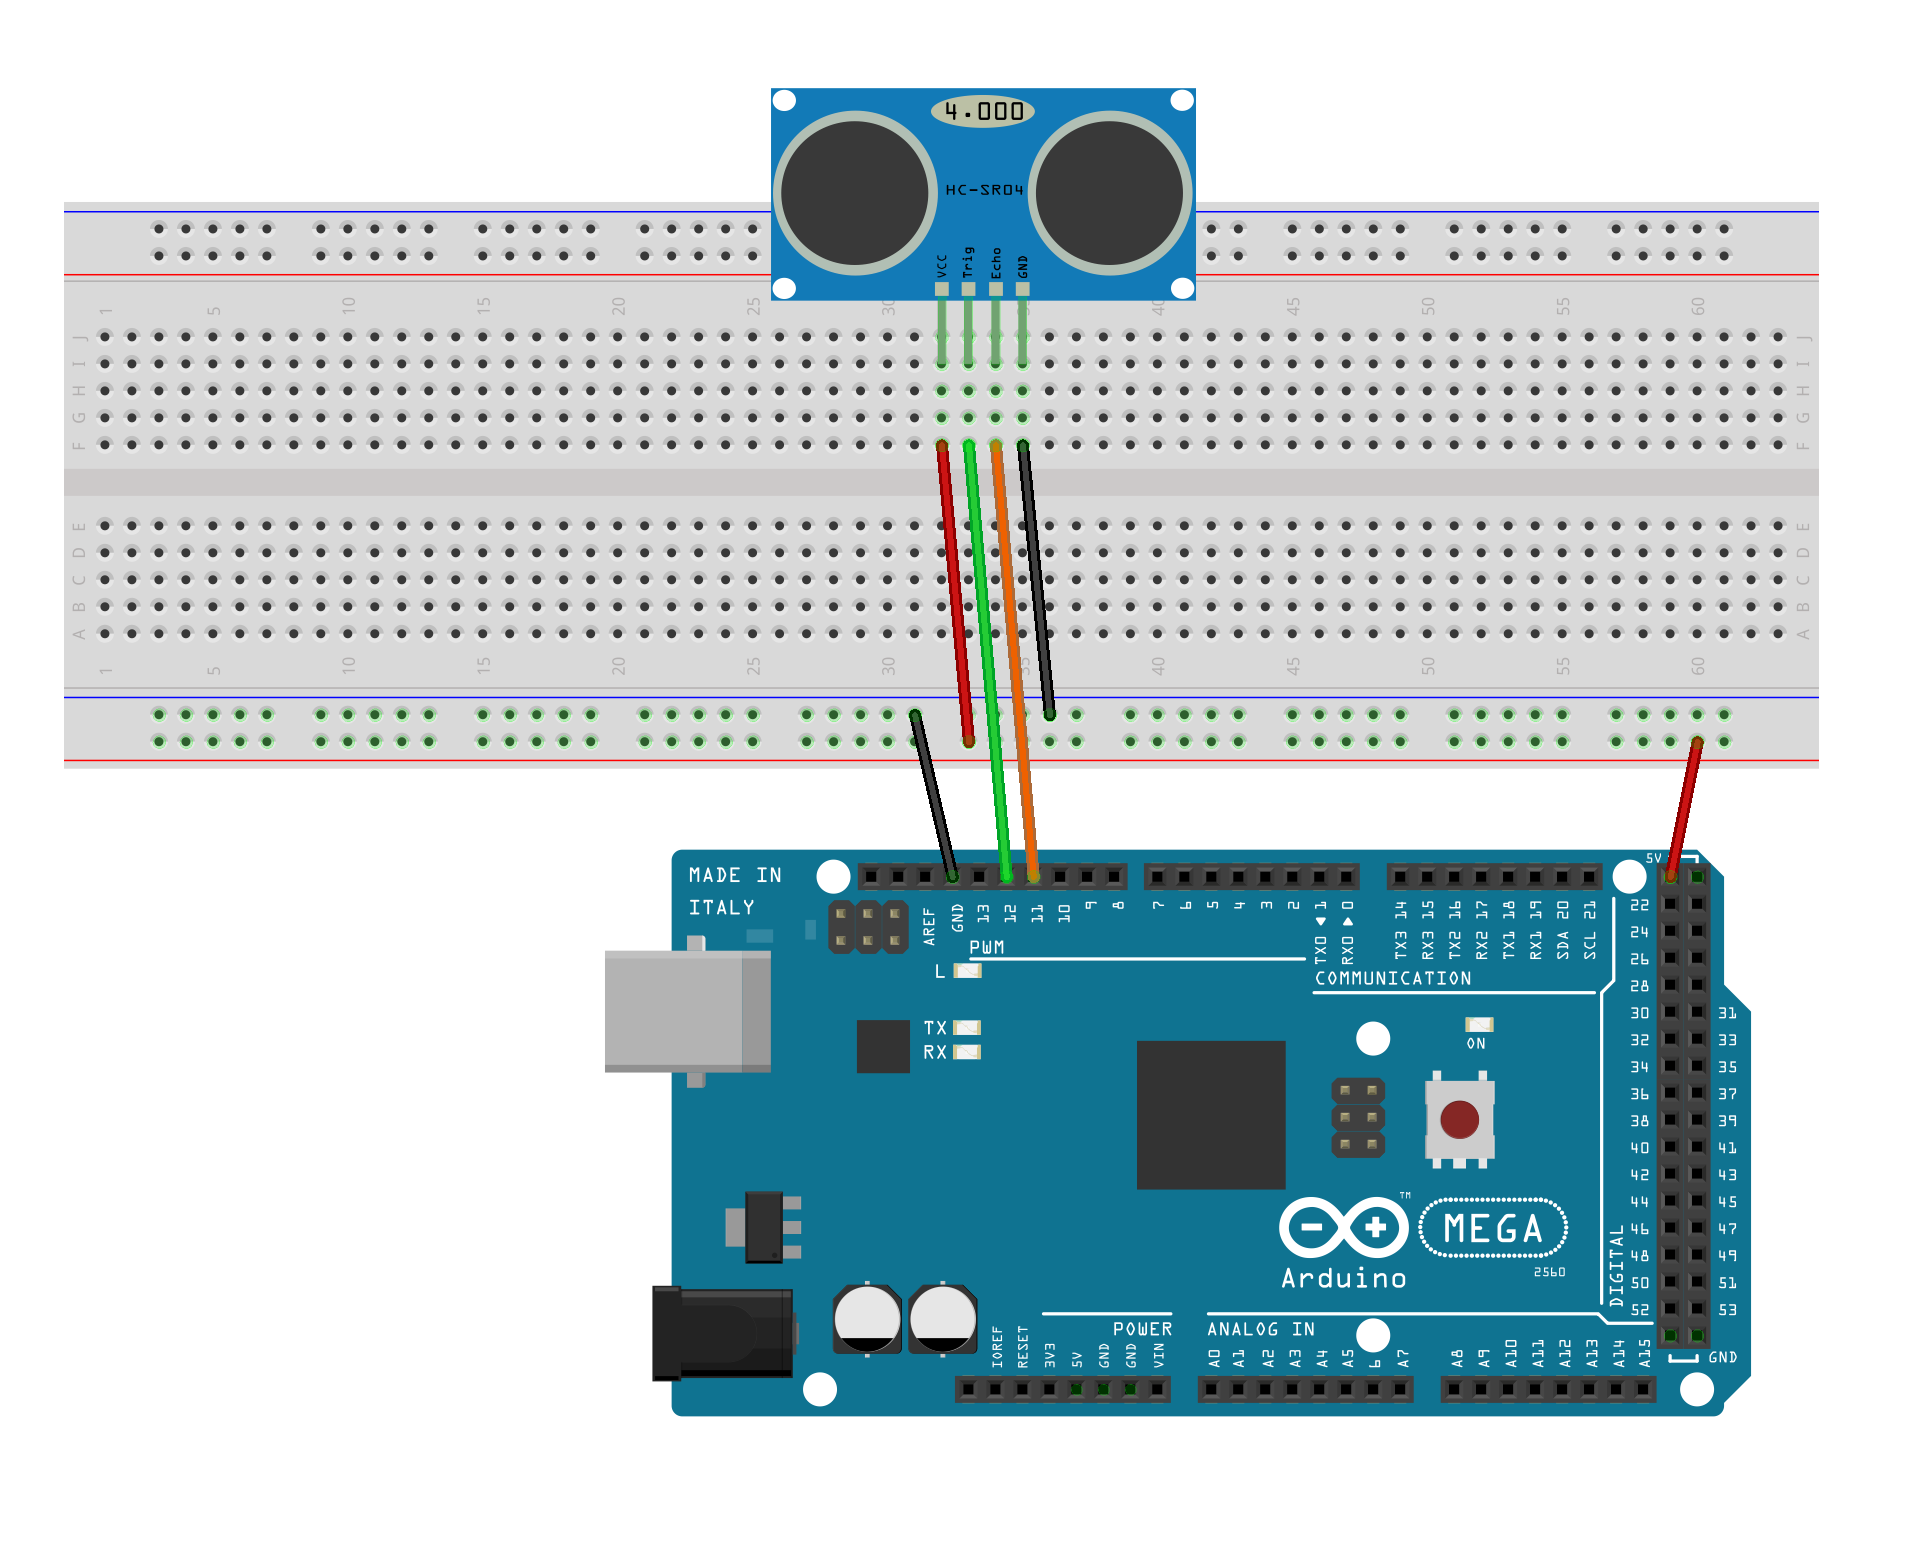 4.000
HC-SR04
VCC Trig Echo GND
1 5 10 15 20 25 30 35 40 45 50 55 60
J J
I I
H H
G G
F F
E E
D D
C C
B B
A A
1 5 10 15 20 25 30 35 40 45 50 55 60
MADE IN
ITALY
5V
AREF GND 13 12 11 10 9 8 7 6 5 4 3 2 TX0 1 RX0 0 TX3 14 RX3 15 TX2 16 RX2 17 TX1 18 RX1 19 SDA 20 SCL 21
PWM
L
COMMUNICATION
TX
RX
ON
22
24
26
28
30 31
32 33
34 35
36 37
38 39
40 41
42 43
44 45
46 47
48 49
50 51
52 53
DIGITAL
TM
MEGA
2560
Arduino
POWER
ANALOG IN
IOREF RESET 3V3 5V GND GND VIN A0 A1 A2 A3 A4 A5 6 A7 A8 A9 A10 A11 A12 A13 A14 A15
GND